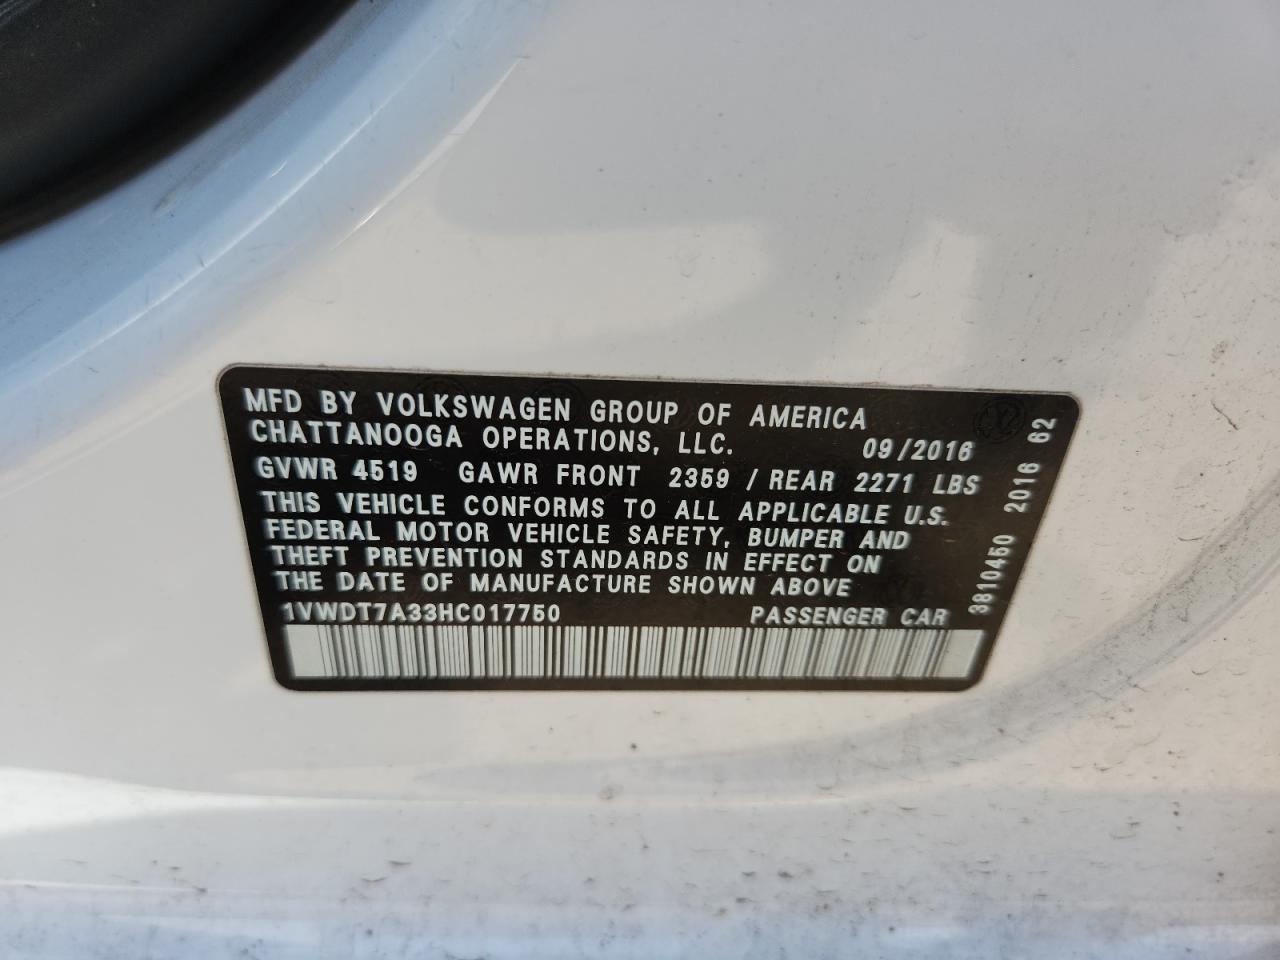 MFD BY VOLKSWAGEN GROUP OF AMERICA
CHATTANOOGA OPERATIONS, LLC. 09/2016
GVWR 4519 GAWR FRONT 2359 / REAR 2271 LBS
THIS VEHICLE CONFORMS TO ALL APPLICABLE U.S.
FEDERAL MOTOR VEHICLE SAFETY, BUMPER AND
THEFT PREVENTION STANDARDS IN EFFECT ON
THE DATE OF MANUFACTURE SHOWN ABOVE
1VWDT7A33HC017750 PASSENGER CAR
3810450 2016 62